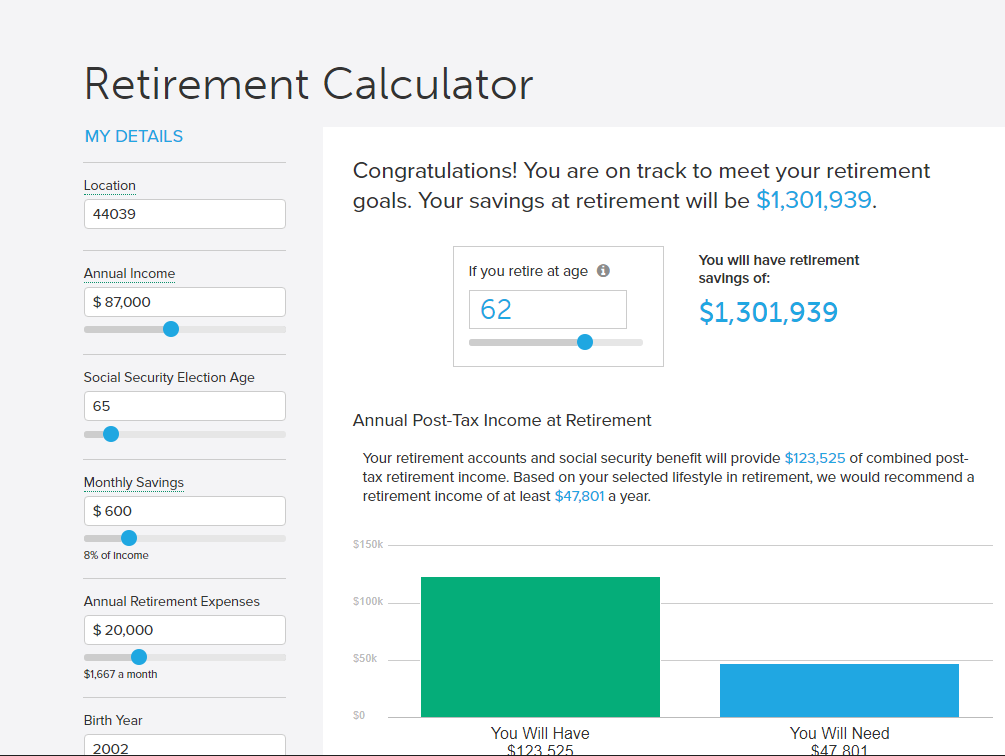 Retirement Calculator
MY DETAILS
Location
44039
Annual Income
$ 87,000
Social Security Election Age
65
Monthly Savings
$ 600
8% of Income
Annual Retirement Expenses
$ 20,000
$1,667 a month
Birth Year
2002
Congratulations! You are on track to meet your retirement
goals. Your savings at retirement will be $1,301,939.
If you retire at age
62
You will have retirement
savings of:
$1,301,939
Annual Post-Tax Income at Retirement
Your retirement accounts and social security benefit will provide $123,525 of combined post-
tax retirement income. Based on your selected lifestyle in retirement, we would recommend a
retirement income of at least $47,801 a year.
$150k
$100k
$50k
$0
You Will Have
$123,525
You Will Need
$47,801